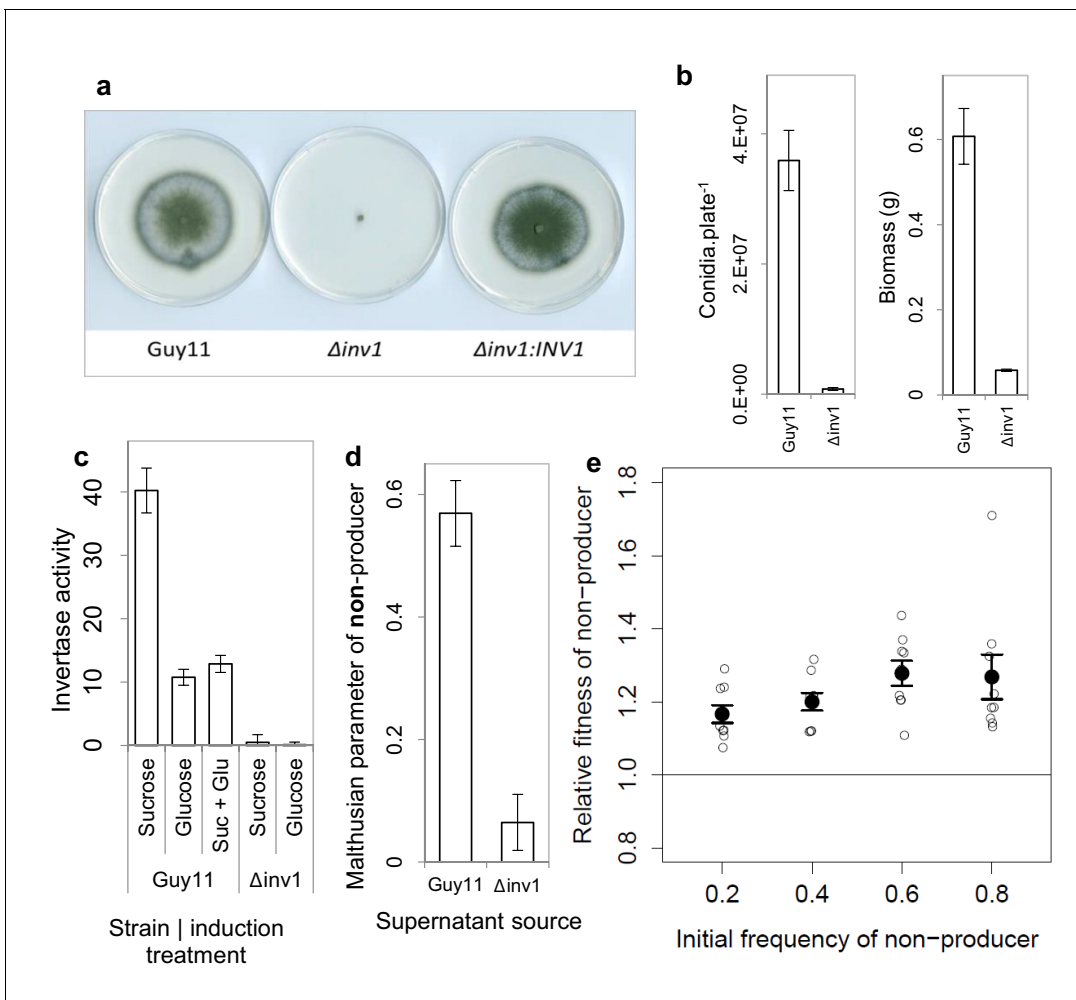 a
Guy11
Δinv1
Δinv1:INV1
b
Conidia.plate-1
0.E+00
2.E+07
4.E+07
Guy11
Δinv1
Biomass (g)
0
0.2
0.4
0.6
Guy11
Δinv1
c
Invertase activity
40
30
20
10
0
Sucrose
Glucose
Suc + Glu
Sucrose
Glucose
Guy11
Δinv1
Strain | induction
treatment
d
Malthusian parameter of non-producer
0.6
0.4
0.2
0
Guy11
Δinv1
Supernatant source
e
Relative fitness of non−producer
1.8
1.6
1.4
1.2
1.0
0.8
0.2
0.4
0.6
0.8
Initial frequency of non−producer